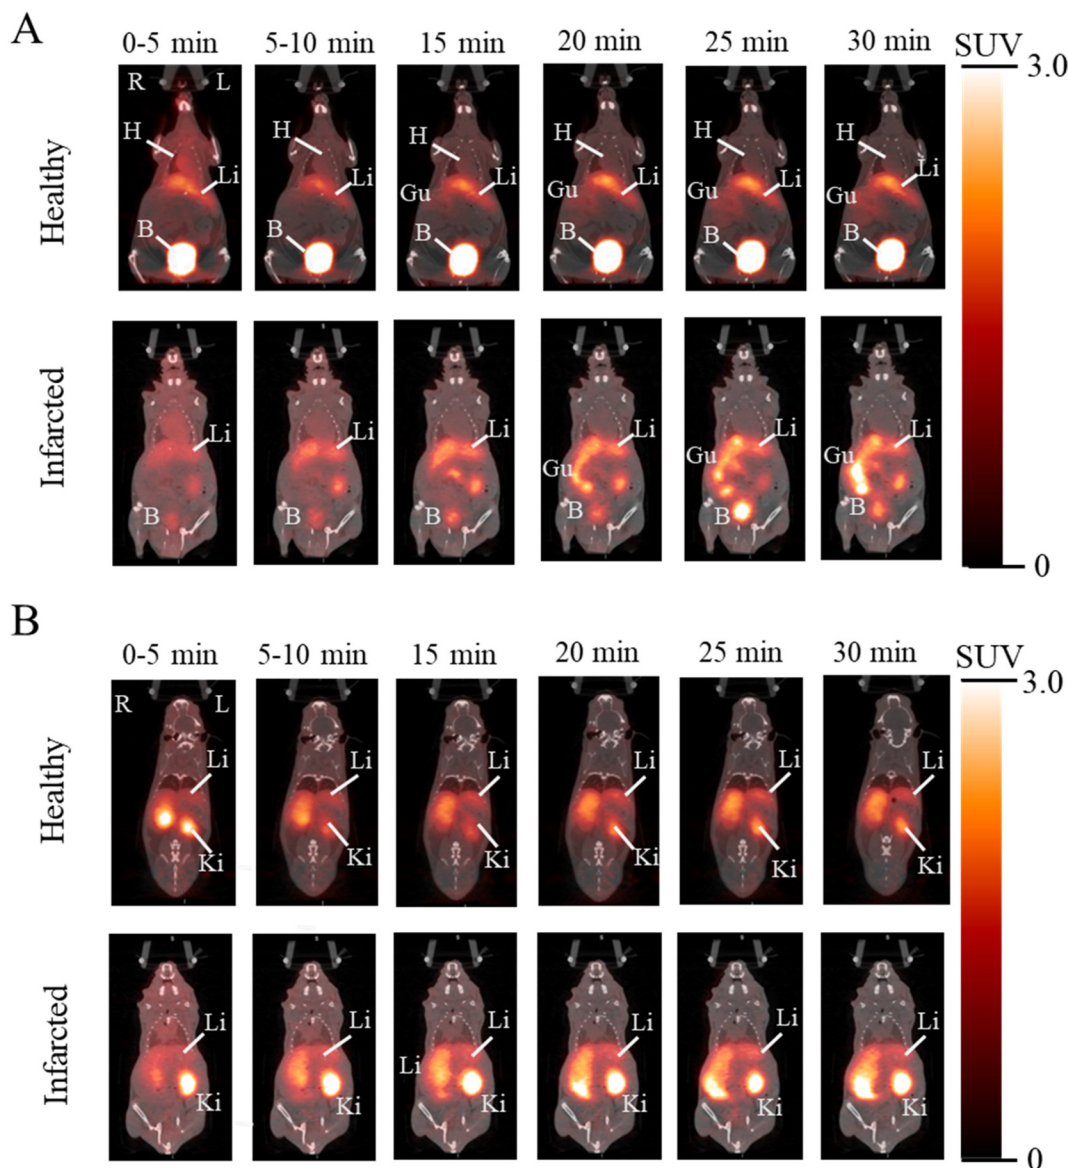 A
0-5 min 5-10 min 15 min 20 min 25 min 30 min SUV
3.0
R L
H H H H H H
Li Li Li Li Li Li
Gu Gu Gu Gu
B B B B B B
Healthy
Li Li Li Li Li Li
Gu Gu Gu
B B B B B B
Infarcted
0
B
0-5 min 5-10 min 15 min 20 min 25 min 30 min SUV
3.0
R L
Li Li Li Li Li Li
Healthy
Ki Ki Ki Ki Ki Ki
Li Li Li Li Li Li
Li
Infarcted
Ki Ki Ki Ki Ki Ki
0